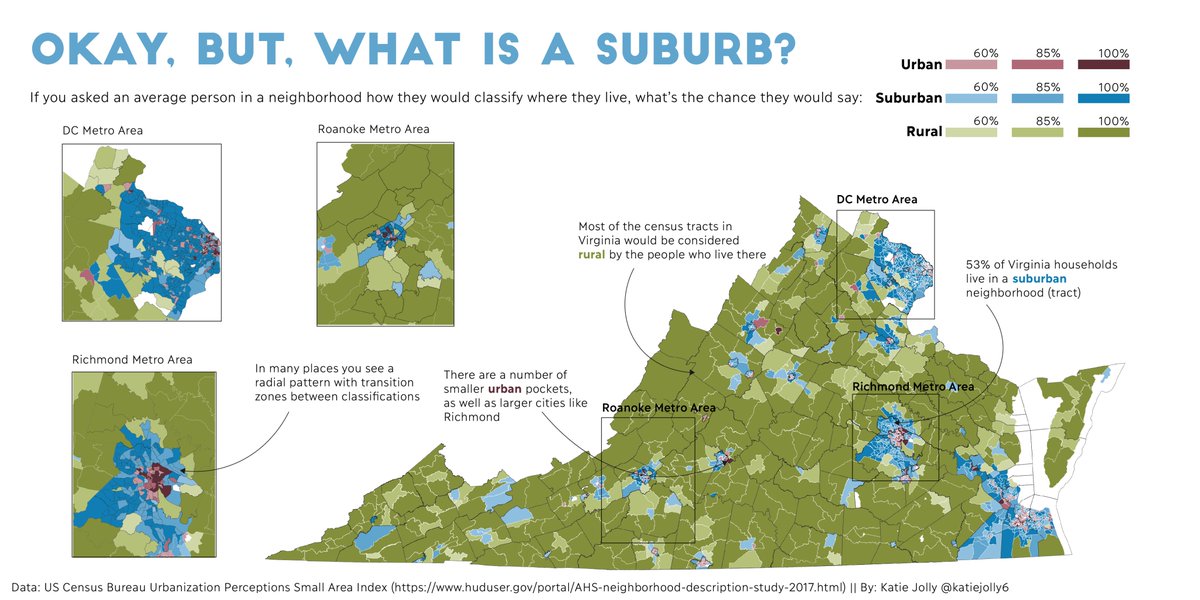 OKAY, BUT, WHAT IS A SUBURB?
60% 85% 100%
Urban
If you asked an average person in a neighborhood how they would classify where they live, what's the chance they would say:
60% 85% 100%
Suburban
60% 85% 100%
Rural
DC Metro Area
Roanoke Metro Area
DC Metro Area
Most of the census tracts in
Virginia would be considered
rural by the people who live there
53% of Virginia households
live in a suburban
neighborhood (tract)
Richmond Metro Area
In many places you see a
radial pattern with transition
zones between classifications
There are a number of
smaller urban pockets,
as well as larger cities like
Richmond
Richmond Metro Area
Roanoke Metro Area
Data: US Census Bureau Urbanization Perceptions Small Area Index (https://www.huduser.gov/portal/AHS-neighborhood-description-study-2017.html) || By: Katie Jolly @katiejolly6